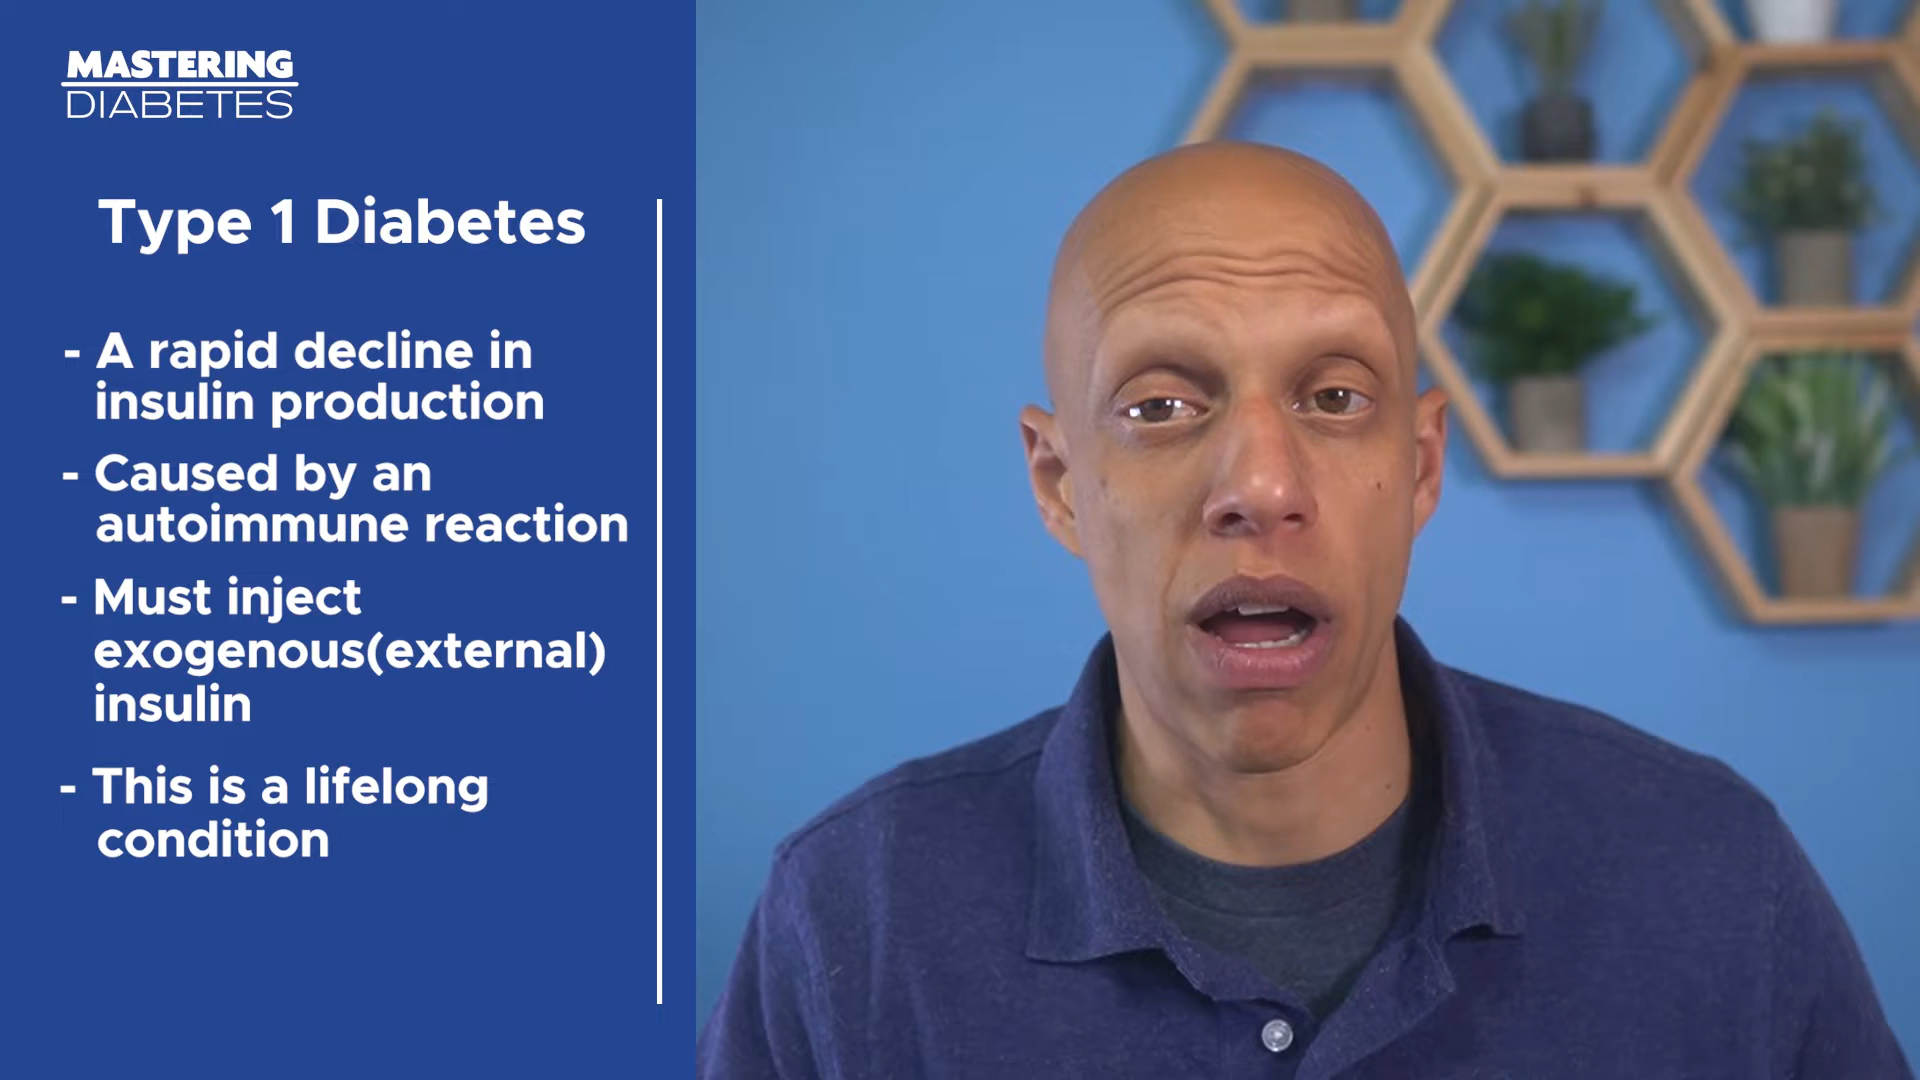 MASTERING
DIABETES
Type 1 Diabetes
- A rapid decline in
insulin production
- Caused by an
autoimmune reaction
- Must inject
exogenous(external)
insulin
- This is a lifelong
condition